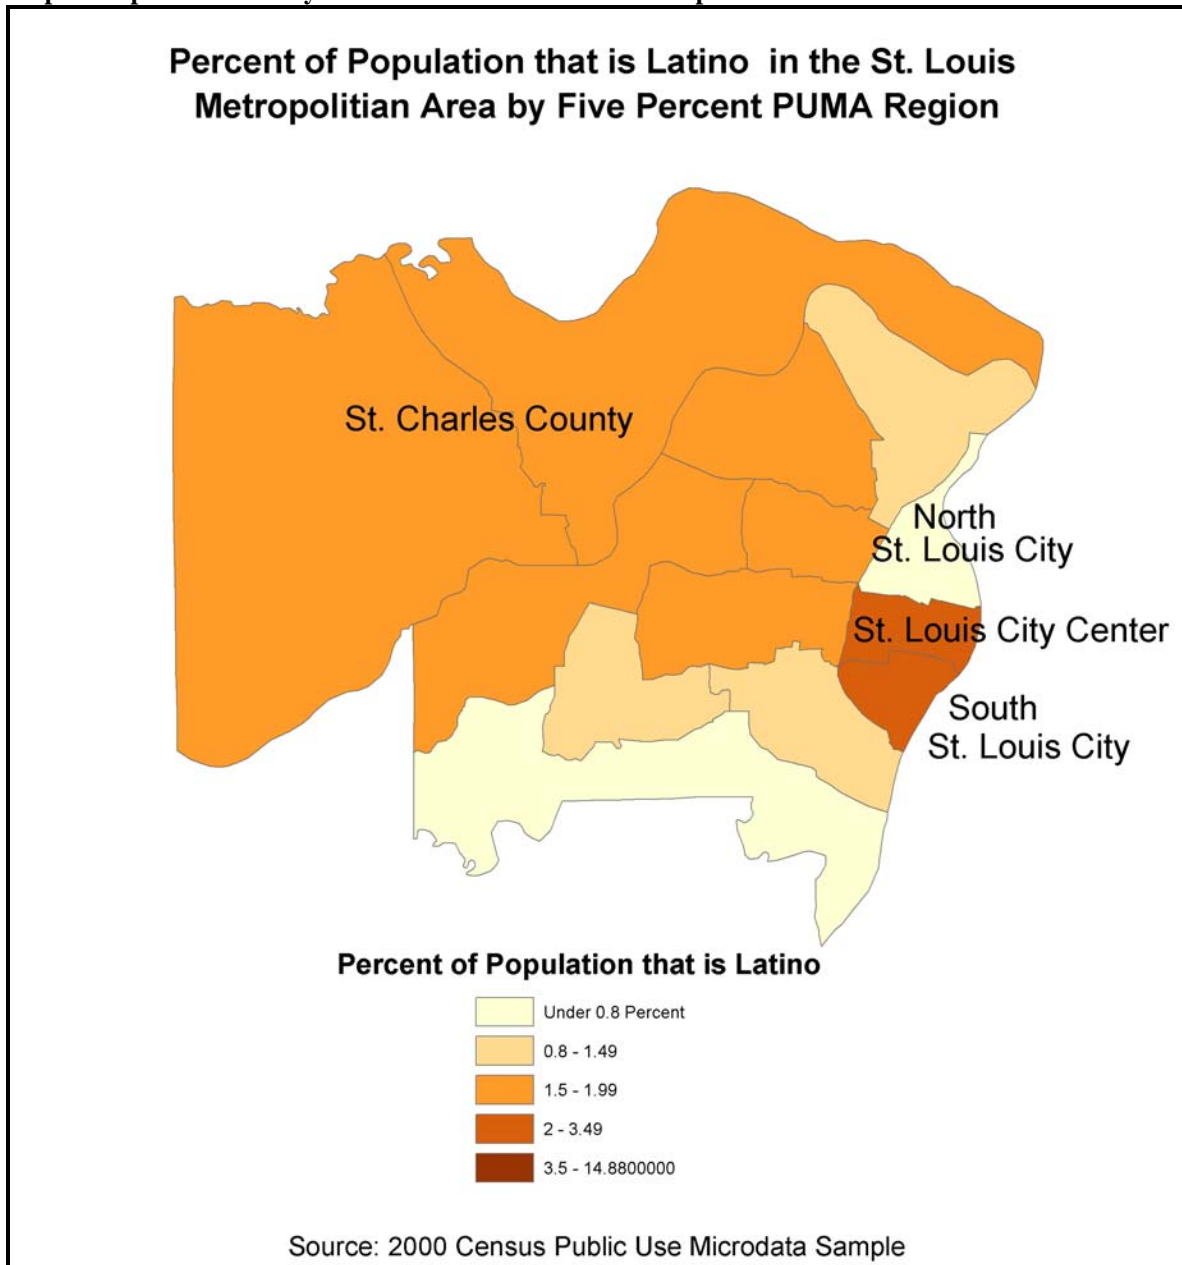 Percent of Population that is Latino in the St. Louis
Metropolitian Area by Five Percent PUMA Region
St. Charles County
North
St. Louis City
St. Louis City Center
South
St. Louis City
Percent of Population that is Latino
Under 0.8 Percent
0.8 - 1.49
1.5 - 1.99
2 - 3.49
3.5 - 14.8800000
Source: 2000 Census Public Use Microdata Sample